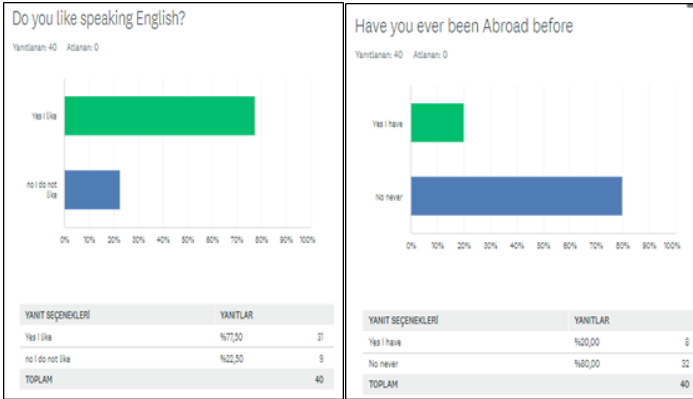 Do you like speaking English?
Yanıtlanan: 40 Atlanan: 0
Yes I like
no I do not
like
0% 10% 20% 30% 40% 50% 60% 70% 80% 90% 100%
YANIT SEÇENEKLERİ YANITLAR
Yes I like %77,50 31
no I do not like %22,50 9
TOPLAM 40
Have you ever been Abroad before
Yanıtlanan: 40 Atlanan: 0
Yes I have
No never
0% 10% 20% 30% 40% 50% 60% 70% 80% 90% 100%
YANIT SEÇENEKLERİ YANITLAR
Yes I have %20,00 8
No never %80,00 32
TOPLAM 40